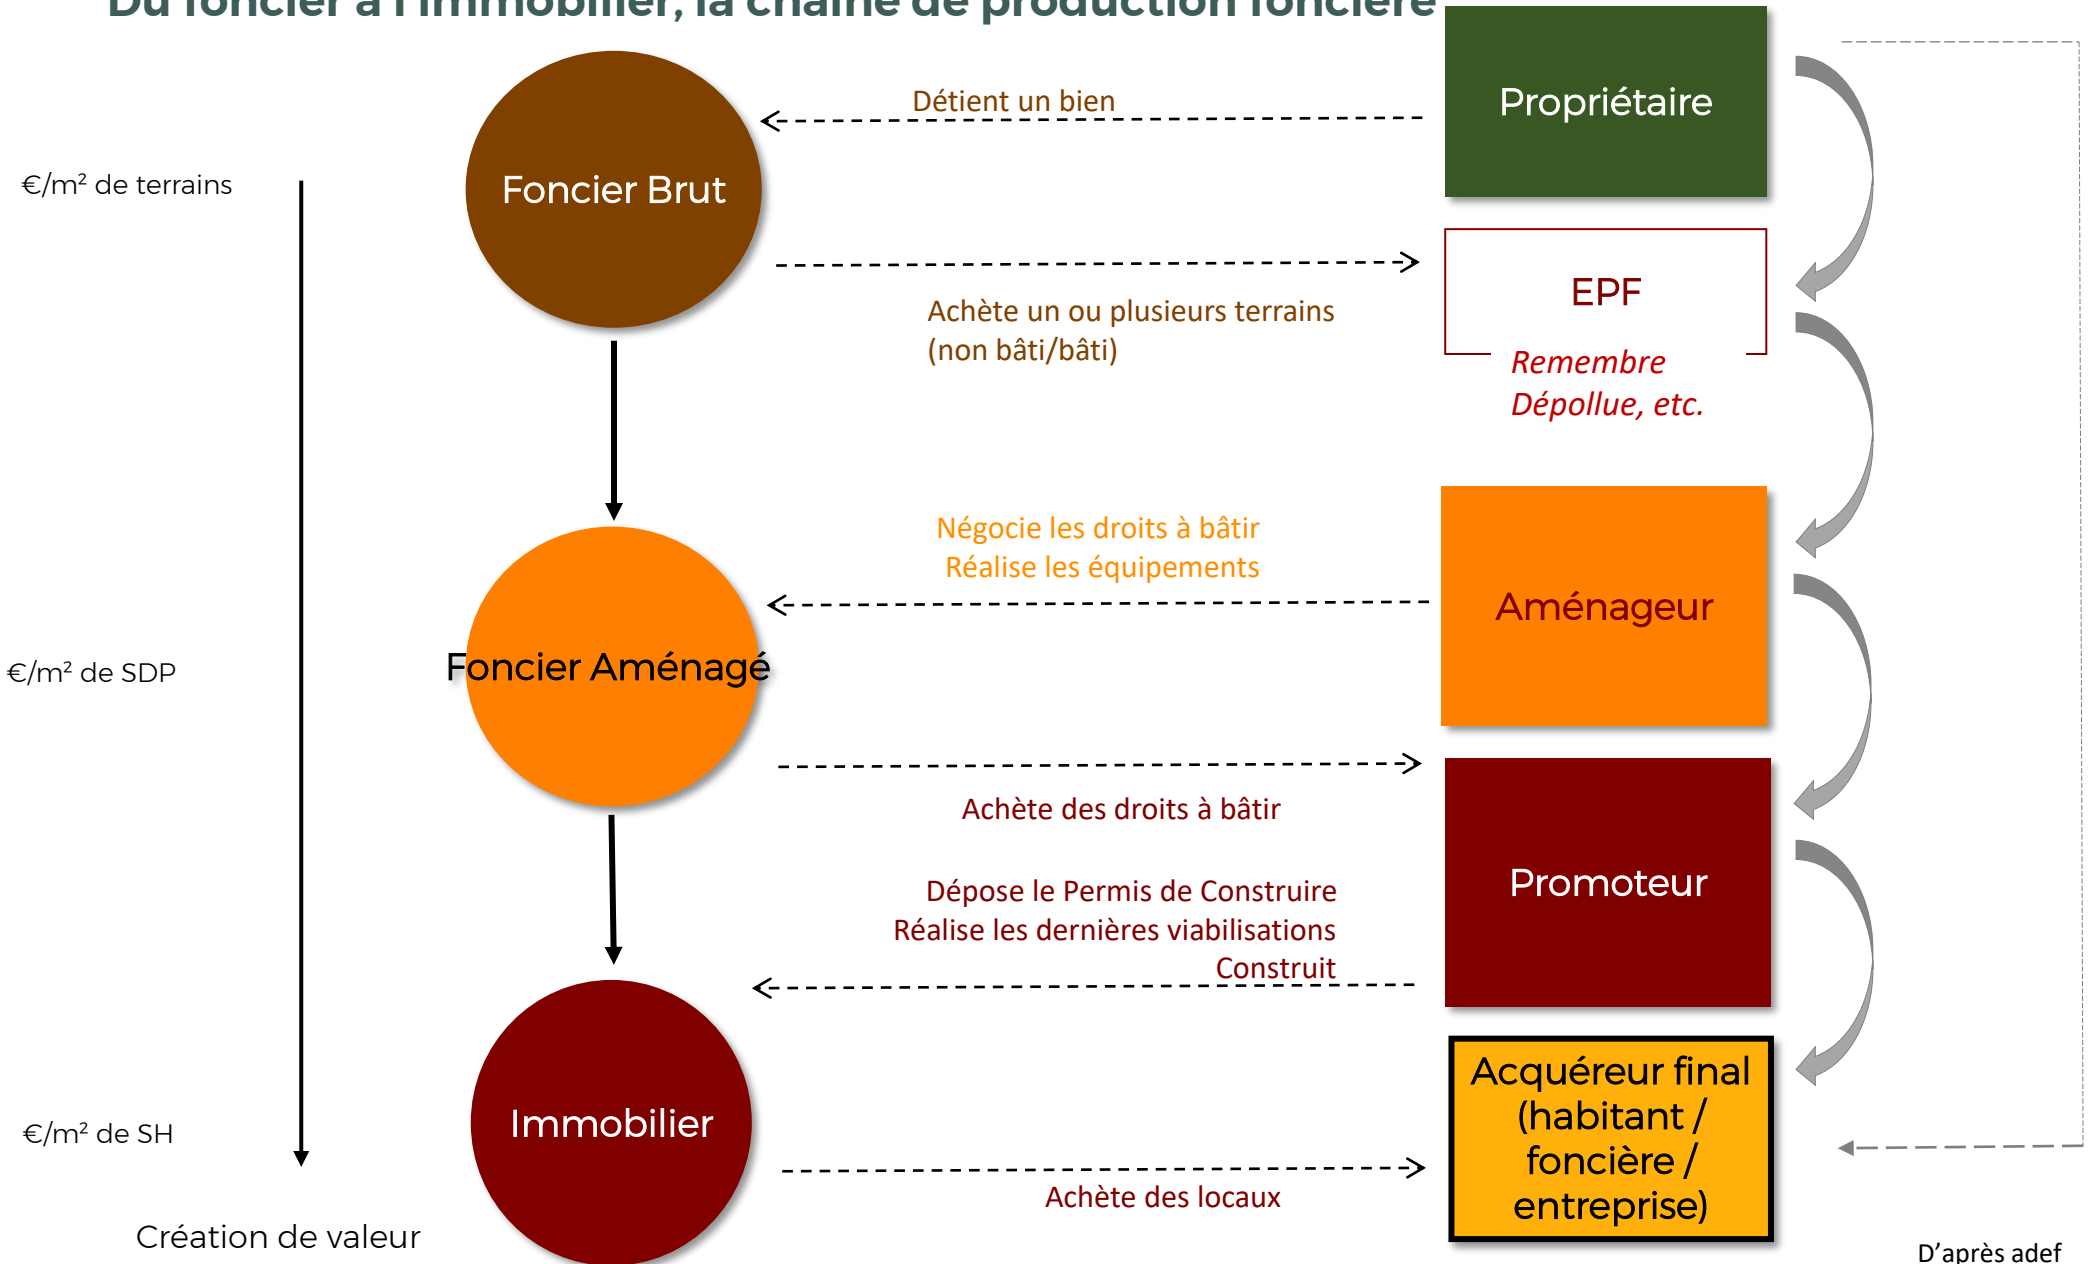 Du foncier à l'immobilier, la chaîne de production foncière
Propriétaire
Détient un bien
Foncier Brut
€/m² de terrains
EPF
Achète un ou plusieurs terrains
(non bâti/bâti)
Remembre
Dépollue, etc.
Négocie les droits à bâtir
Réalise les équipements
Aménageur
Foncier Aménagé
€/m² de SDP
Achète des droits à bâtir
Promoteur
Dépose le Permis de Construire
Réalise les dernières viabilisations
Construit
Acquéreur final
(habitant /
foncière /
entreprise)
Immobilier
€/m² de SH
Achète des locaux
Création de valeur
D’après adef